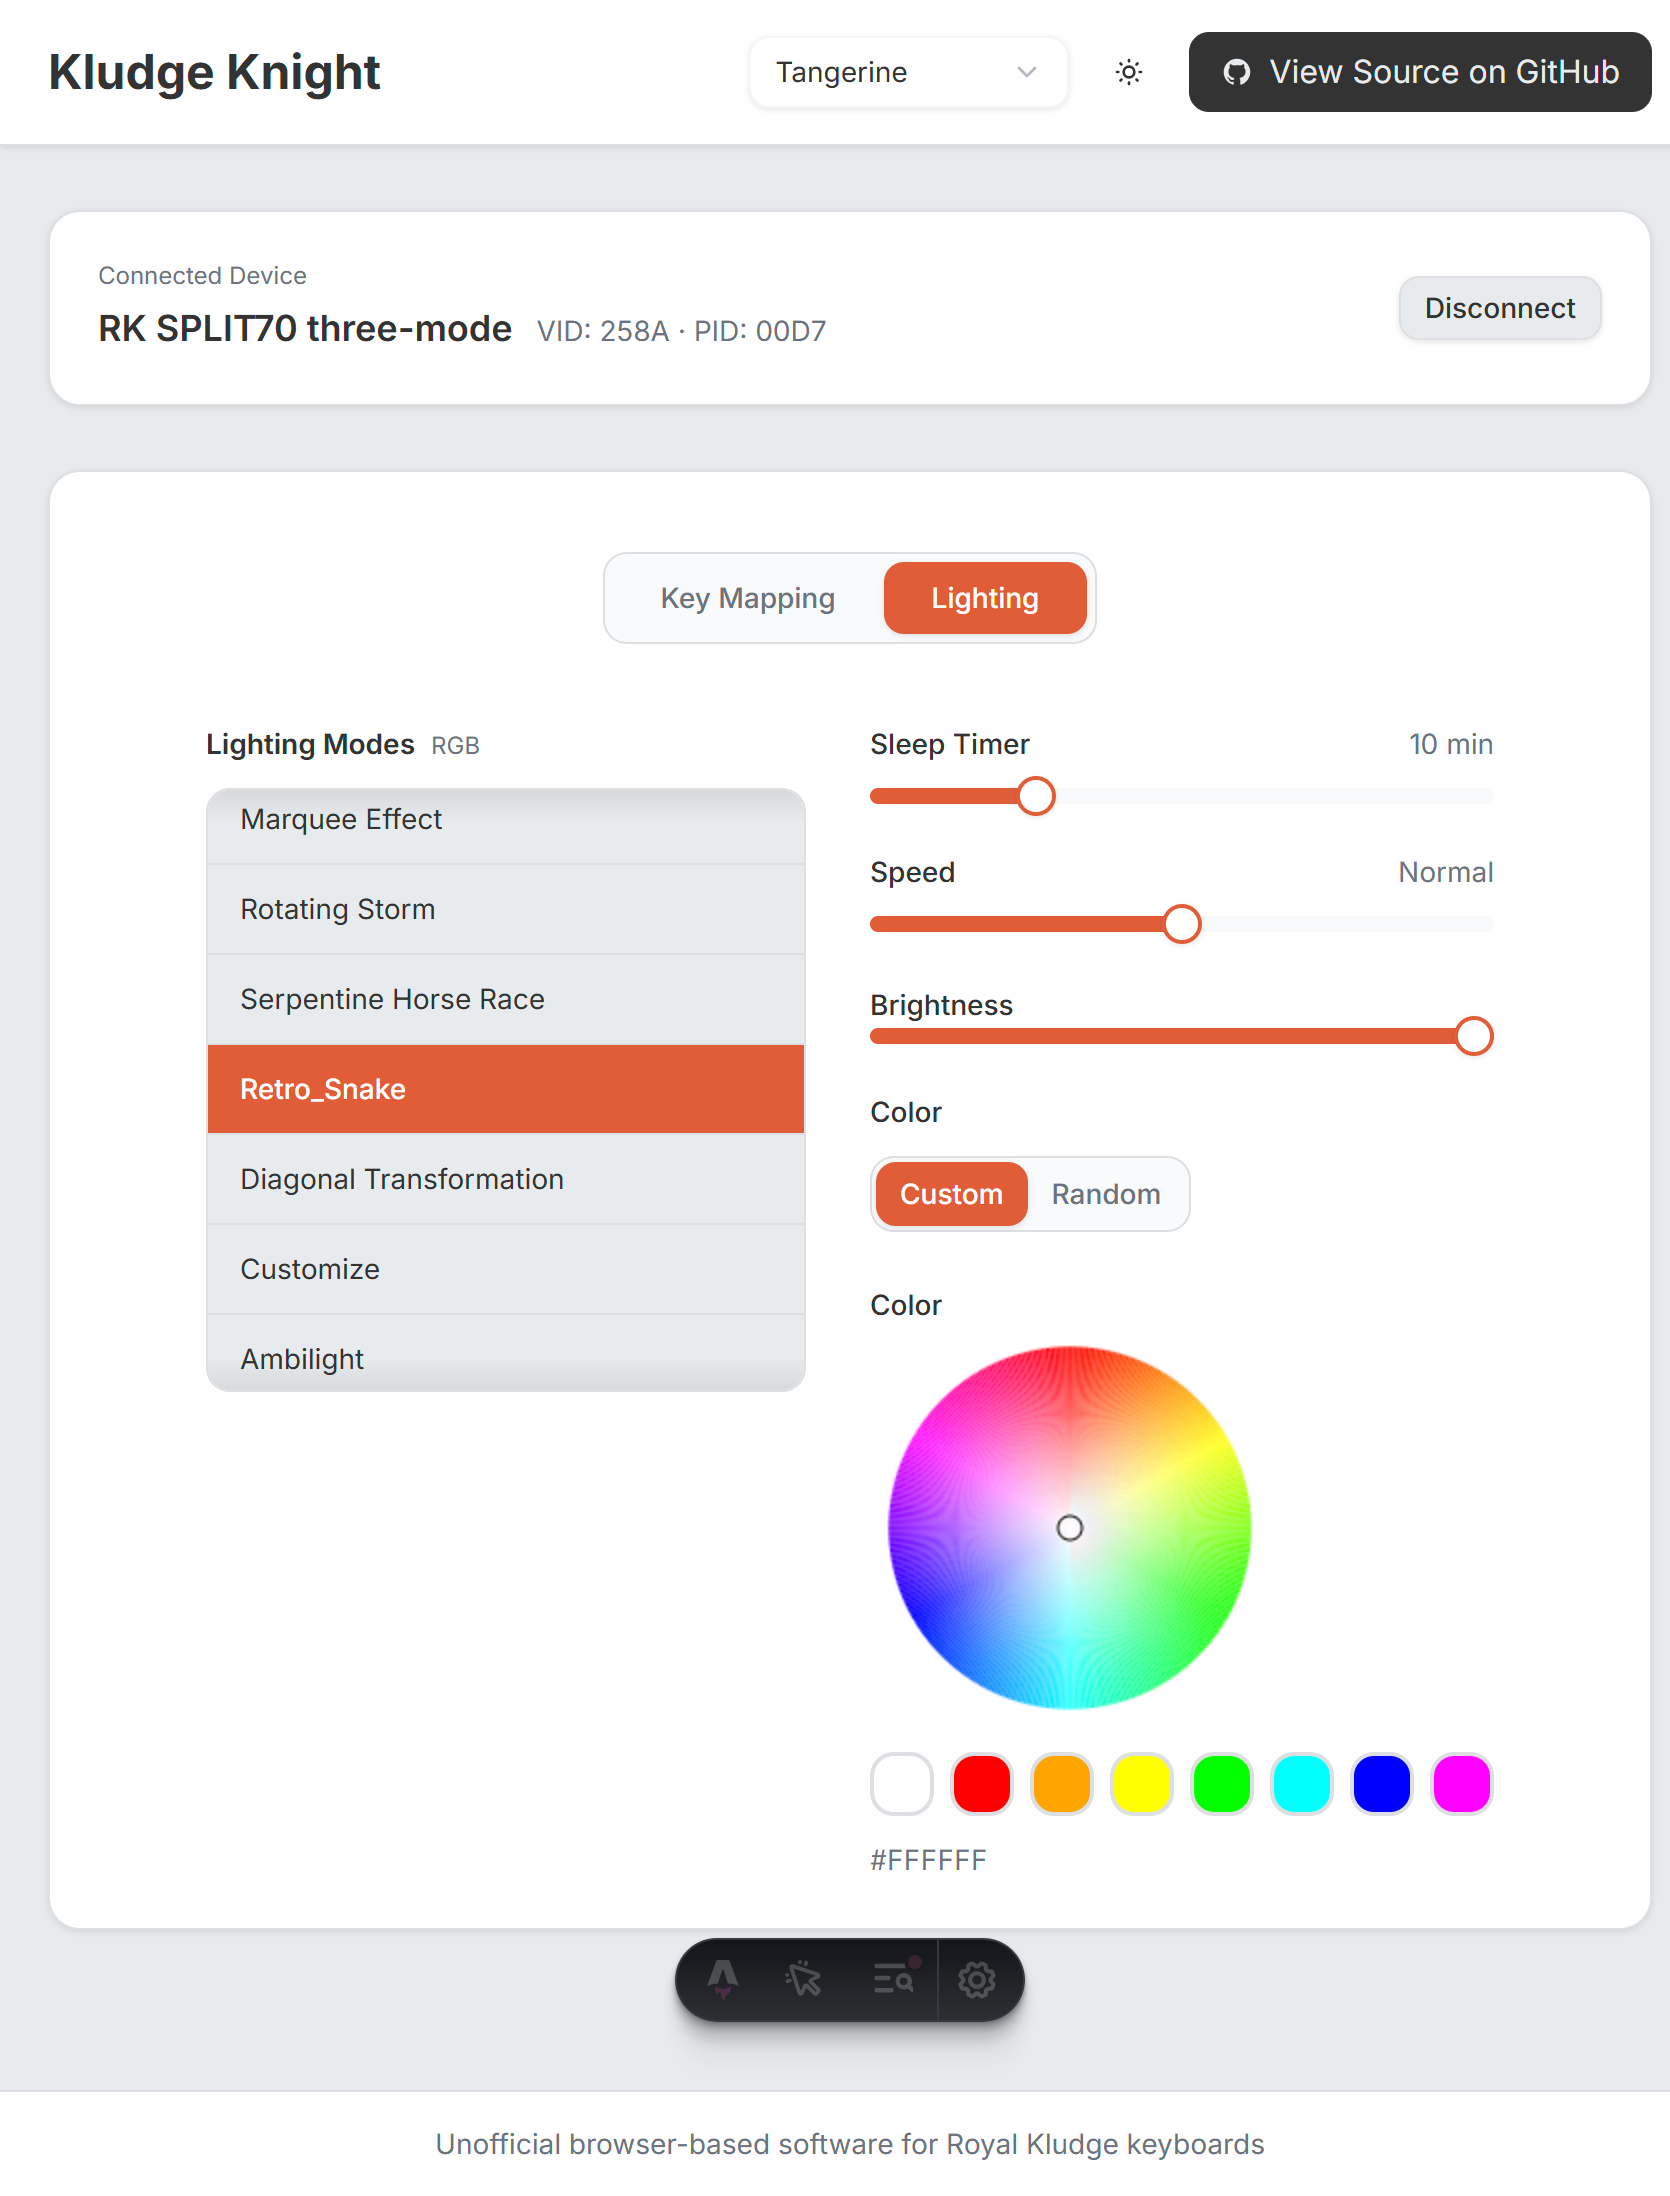 Kludge Knight
Tangerine
View Source on GitHub
Connected Device
RK SPLIT70 three-mode VID: 258A · PID: 00D7
Disconnect
Key Mapping
Lighting
Lighting Modes RGB
Marquee Effect
Rotating Storm
Serpentine Horse Race
Retro_Snake
Diagonal Transformation
Customize
Ambilight
Sleep Timer
10 min
Speed
Normal
Brightness
Color
Custom
Random
Color
#FFFFFF
Unofficial browser-based software for Royal Kludge keyboards